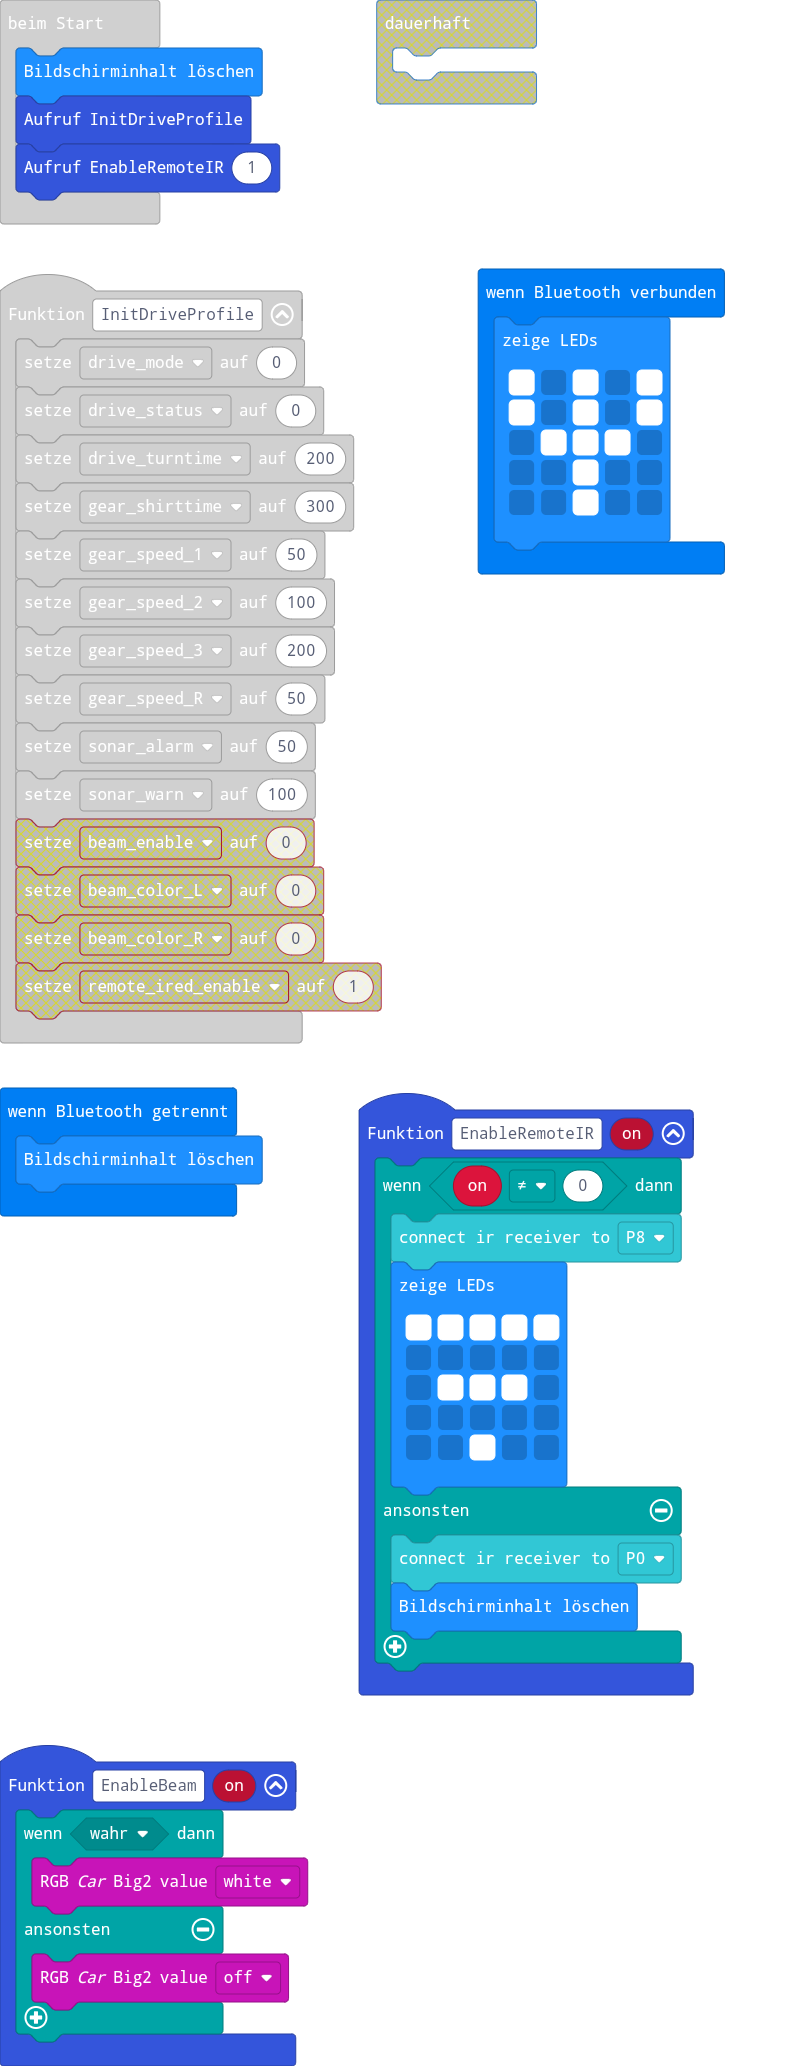 beim Start
Bildschirminhalt löschen
Aufruf InitDriveProfile
Aufruf EnableRemoteIR 1
dauerhaft
Funktion InitDriveProfile
setze drive_mode auf 0
setze drive_status auf 0
setze drive_turntime auf 200
setze gear_shirttime auf 300
setze gear_speed_1 auf 50
setze gear_speed_2 auf 100
setze gear_speed_3 auf 200
setze gear_speed_R auf 50
setze sonar_alarm auf 50
setze sonar_warn auf 100
setze beam_enable auf 0
setze beam_color_L auf 0
setze beam_color_R auf 0
setze remote_ired_enable auf 1
wenn Bluetooth verbunden
zeige LEDs
wenn Bluetooth getrennt
Bildschirminhalt löschen
Funktion EnableRemoteIR on
wenn on ≠ 0 dann
connect ir receiver to P8
zeige LEDs
ansonsten
connect ir receiver to P0
Bildschirminhalt löschen
Funktion EnableBeam on
wenn wahr dann
RGB Car Big2 value white
ansonsten
RGB Car Big2 value off